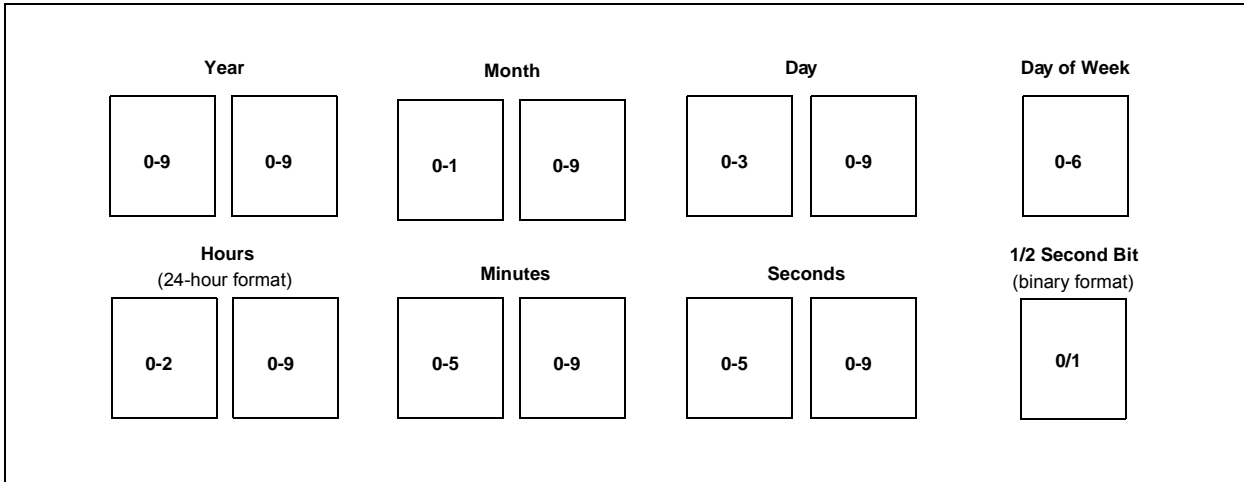 Year
Month
Day
Day of Week
0-9
0-9
0-1
0-9
0-3
0-9
0-6
Hours
(24-hour format)
Minutes
Seconds
1/2 Second Bit
(binary format)
0-2
0-9
0-5
0-9
0-5
0-9
0/1